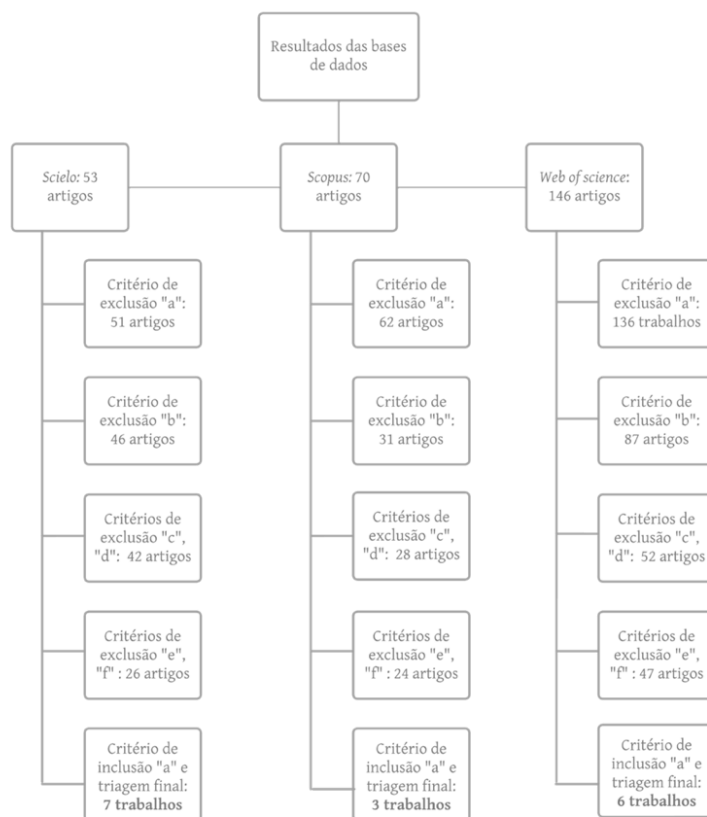 Resultados das bases
de dados
Scielo: 53
artigos
Scopus: 70
artigos
Web of science:
146 artigos
Critério de
exclusão "a":
51 artigos
Critério de
exclusão "a":
62 artigos
Critério de
exclusão "a":
136 trabalhos
Critério de
exclusão "b":
46 artigos
Critério de
exclusão "b":
31 artigos
Critério de
exclusão "b":
87 artigos
Critérios de
exclusão "c",
"d": 42 artigos
Critérios de
exclusão "c",
"d": 28 artigos
Critérios de
exclusão "c",
"d": 52 artigos
Critérios de
exclusão "e",
"f" : 26 artigos
Critérios de
exclusão "e",
"f" : 24 artigos
Critérios de
exclusão "e",
"f" : 47 artigos
Critério de
inclusão "a" e
triagem final:
7 trabalhos
Critério de
inclusão "a" e
triagem final:
3 trabalhos
Critério de
inclusão "a" e
triagem final:
6 trabalhos